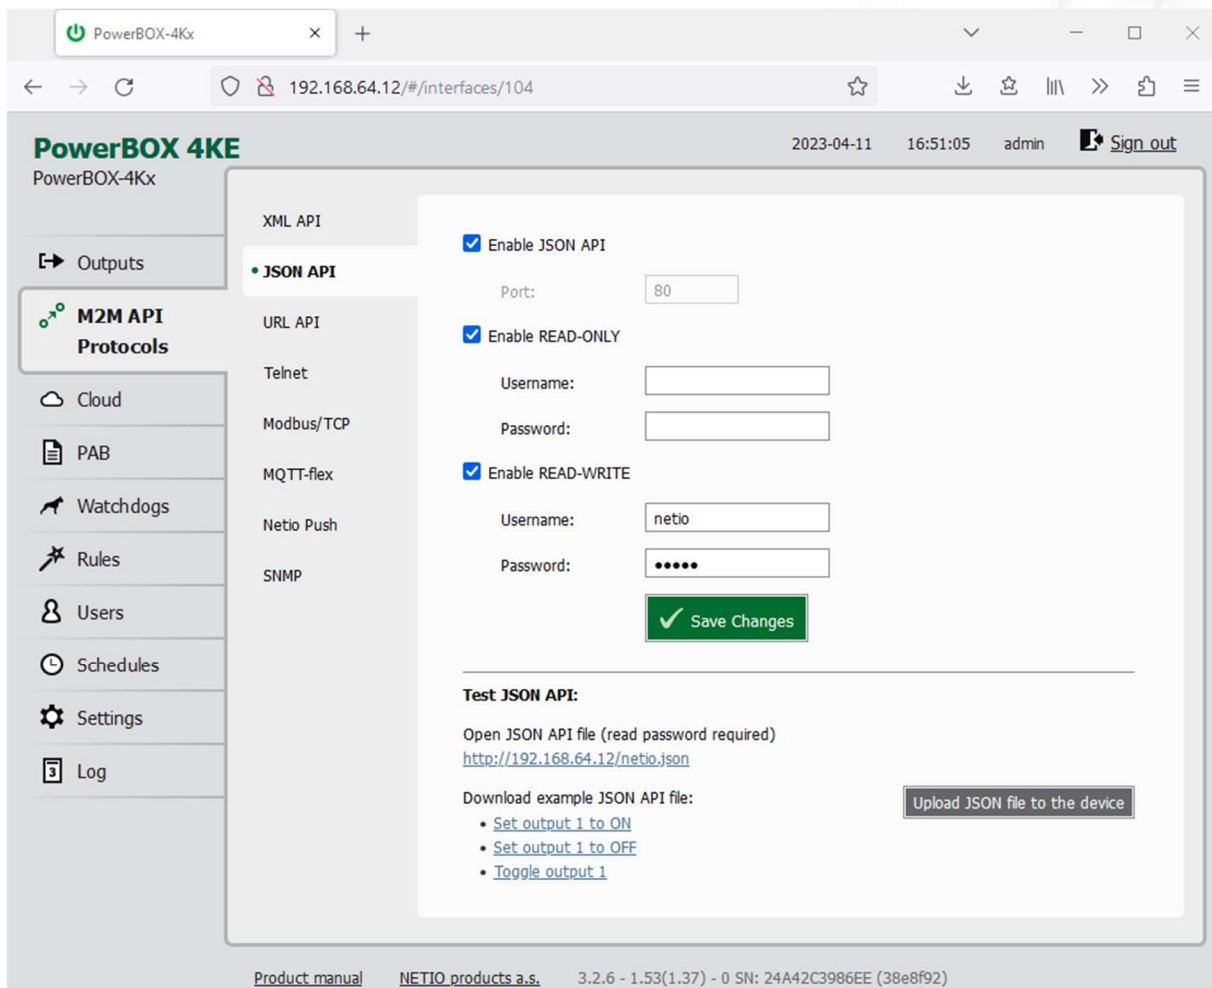 PowerBOX-4Kx
192.168.64.12/#/interfaces/104
PowerBOX 4KE
PowerBOX-4Kx
2023-04-11 16:51:05 admin Sign out
Outputs
M2M API
Protocols
Cloud
PAB
Watchdogs
Rules
Users
Schedules
Settings
3
Log
XML API
• JSON API
URL API
Telnet
Modbus/TCP
MQTT-flex
Netio Push
SNMP
Enable JSON API
Port: 80
Enable READ-ONLY
Username:
Password:
Enable READ-WRITE
Username: netio
Password: •••••
Save Changes
Test JSON API:
Open JSON API file (read password required)
http://192.168.64.12/netio.json
Download example JSON API file:
Upload JSON file to the device
• Set output 1 to ON
• Set output 1 to OFF
• Toggle output 1
Product manual NETIO products a.s. 3.2.6 - 1.53(1.37) - 0 SN: 24A42C3986EE (38e8f92)